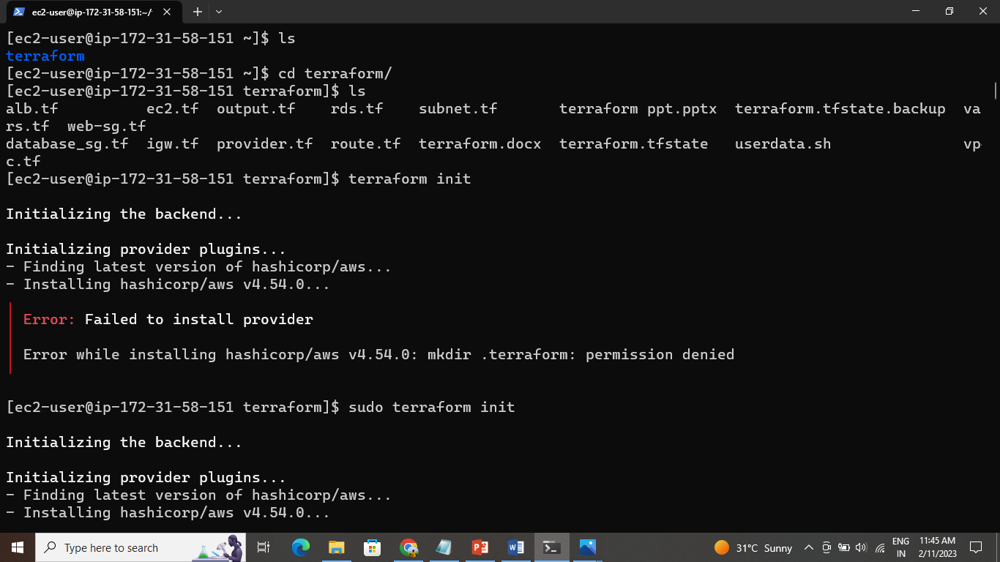 ec2-user@ip-172-31-58-151:~/
[ec2-user@ip-172-31-58-151 ~]$ ls
terraform
[ec2-user@ip-172-31-58-151 ~]$ cd terraform/
[ec2-user@ip-172-31-58-151 terraform]$ ls
alb.tf          ec2.tf  output.tf    rds.tf    subnet.tf       terraform ppt.pptx  terraform.tfstate.backup  va
rs.tf  web-sg.tf
database_sg.tf  igw.tf  provider.tf  route.tf  terraform.docx  terraform.tfstate   userdata.sh               vp
c.tf
[ec2-user@ip-172-31-58-151 terraform]$ terraform init
Initializing the backend...
Initializing provider plugins...
- Finding latest version of hashicorp/aws...
- Installing hashicorp/aws v4.54.0...
Error: Failed to install provider
Error while installing hashicorp/aws v4.54.0: mkdir .terraform: permission denied
[ec2-user@ip-172-31-58-151 terraform]$ sudo terraform init
Initializing the backend...
Initializing provider plugins...
- Finding latest version of hashicorp/aws...
- Installing hashicorp/aws v4.54.0...
Type here to search
31°C Sunny
ENG
IN
11:45 AM
2/11/2023